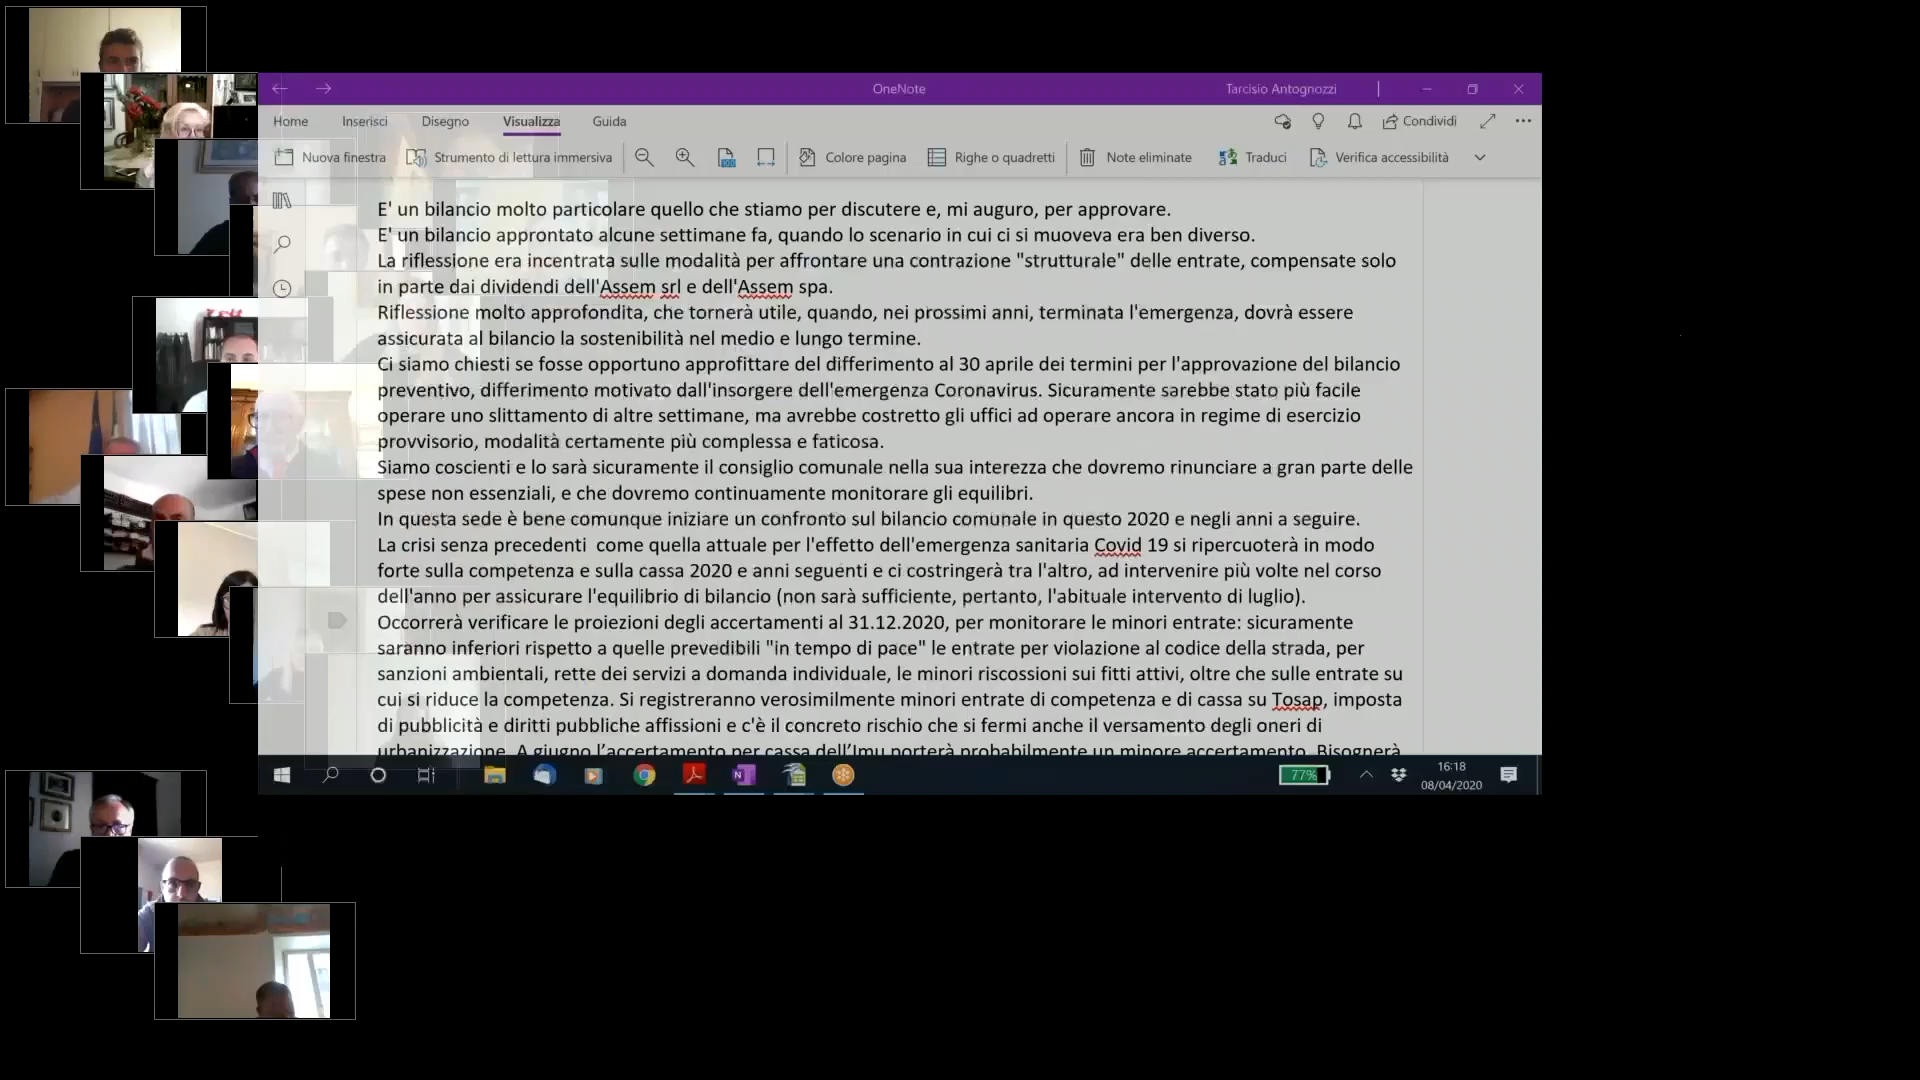 OneNote
Tarcisio Antognozzi
Home Inserisci Disegno Visualizza Guida
Condividi
Nuova finestra Strumento di lettura immersiva Colore pagina Righe o quadretti Note eliminate Traduci Verifica accessibilità
E' un bilancio molto particolare quello che stiamo per discutere e, mi auguro, per approvare.
E' un bilancio approntato alcune settimane fa, quando lo scenario in cui ci si muoveva era ben diverso.
La riflessione era incentrata sulle modalità per affrontare una contrazione "strutturale" delle entrate, compensate solo
in parte dai dividendi dell'Assem srl e dell'Assem spa.
Riflessione molto approfondita, che tornerà utile, quando, nei prossimi anni, terminata l'emergenza, dovrà essere
assicurata al bilancio la sostenibilità nel medio e lungo termine.
Ci siamo chiesti se fosse opportuno approfittare del differimento al 30 aprile dei termini per l'approvazione del bilancio
preventivo, differimento motivato dall'insorgere dell'emergenza Coronavirus. Sicuramente sarebbe stato più facile
operare uno slittamento di altre settimane, ma avrebbe costretto gli uffici ad operare ancora in regime di esercizio
provvisorio, modalità certamente più complessa e faticosa.
Siamo coscienti e lo sarà sicuramente il consiglio comunale nella sua interezza che dovremo rinunciare a gran parte delle
spese non essenziali, e che dovremo continuamente monitorare gli equilibri.
In questa sede è bene comunque iniziare un confronto sul bilancio comunale in questo 2020 e negli anni a seguire.
La crisi senza precedenti  come quella attuale per l'effetto dell'emergenza sanitaria Covid 19 si ripercuoterà in modo
forte sulla competenza e sulla cassa 2020 e anni seguenti e ci costringerà tra l'altro, ad intervenire più volte nel corso
dell'anno per assicurare l'equilibrio di bilancio (non sarà sufficiente, pertanto, l'abituale intervento di luglio).
Occorrerà verificare le proiezioni degli accertamenti al 31.12.2020, per monitorare le minori entrate: sicuramente
saranno inferiori rispetto a quelle prevedibili "in tempo di pace" le entrate per violazione al codice della strada, per
sanzioni ambientali, rette dei servizi a domanda individuale, le minori riscossioni sui fitti attivi, oltre che sulle entrate su
cui si riduce la competenza. Si registreranno verosimilmente minori entrate di competenza e di cassa su Tosap, imposta
di pubblicità e diritti pubbliche affissioni e c'è il concreto rischio che si fermi anche il versamento degli oneri di
urbanizzazione. A giugno l'accertamento per cassa dell'Imu porterà probabilmente un minore accertamento. Bisognerà
77%
16:18
08/04/2020